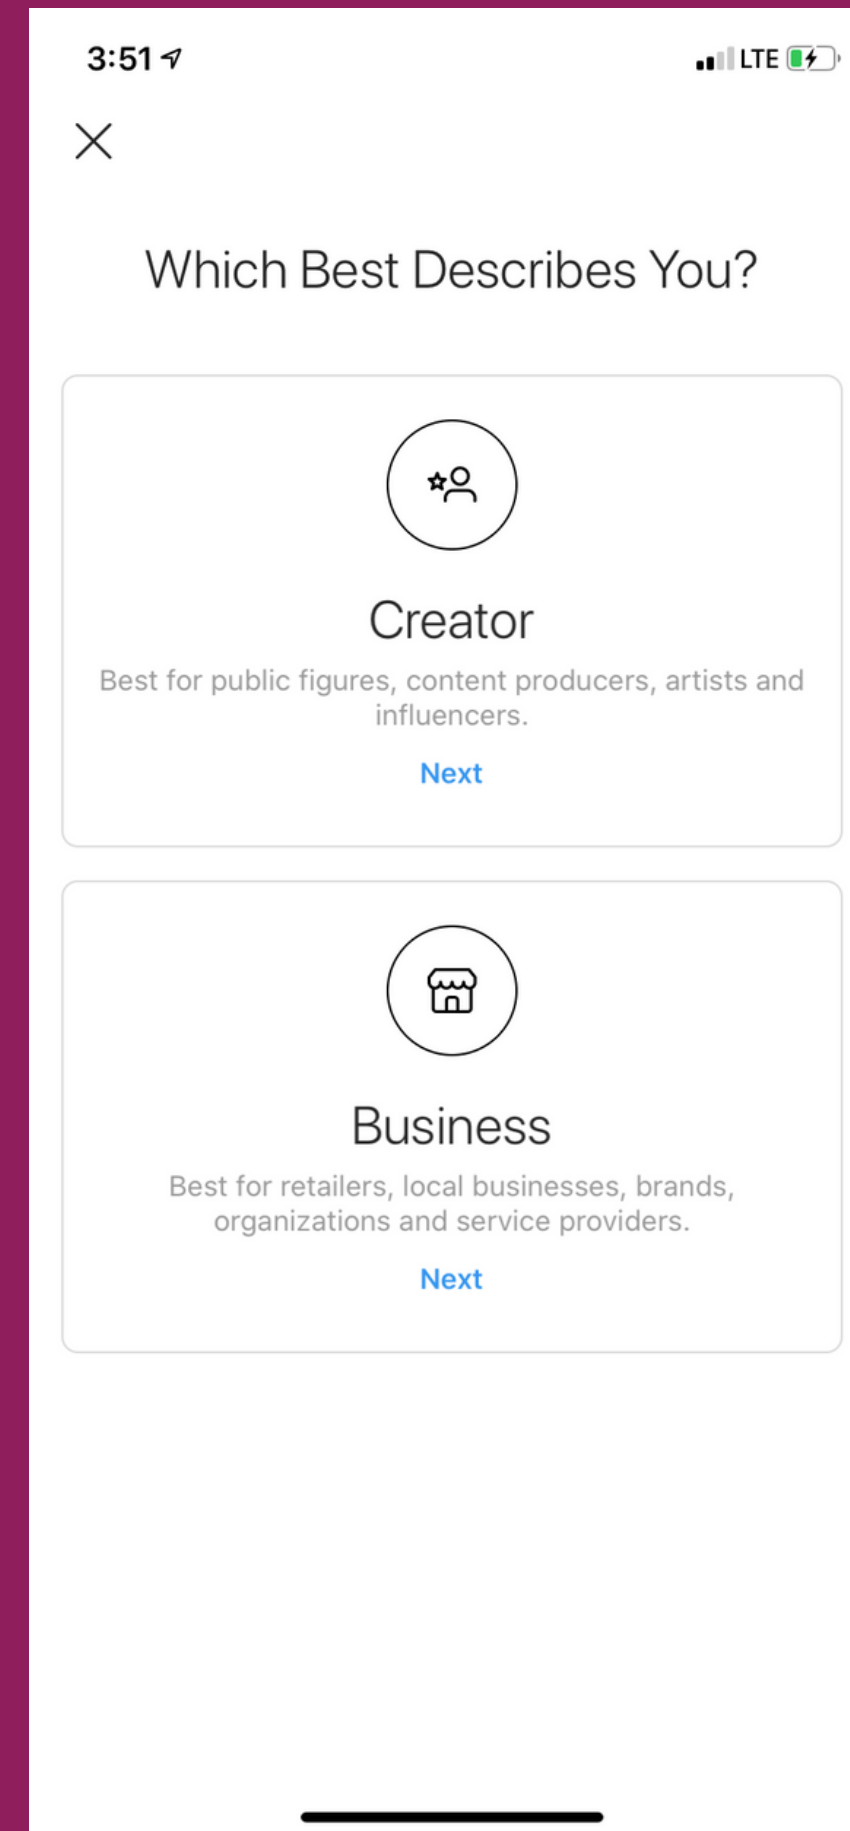 3:51 LTE
Which Best Describes You?
Creator
Best for public figures, content producers, artists and
influencers.
Next
Business
Best for retailers, local businesses, brands,
organizations and service providers.
Next